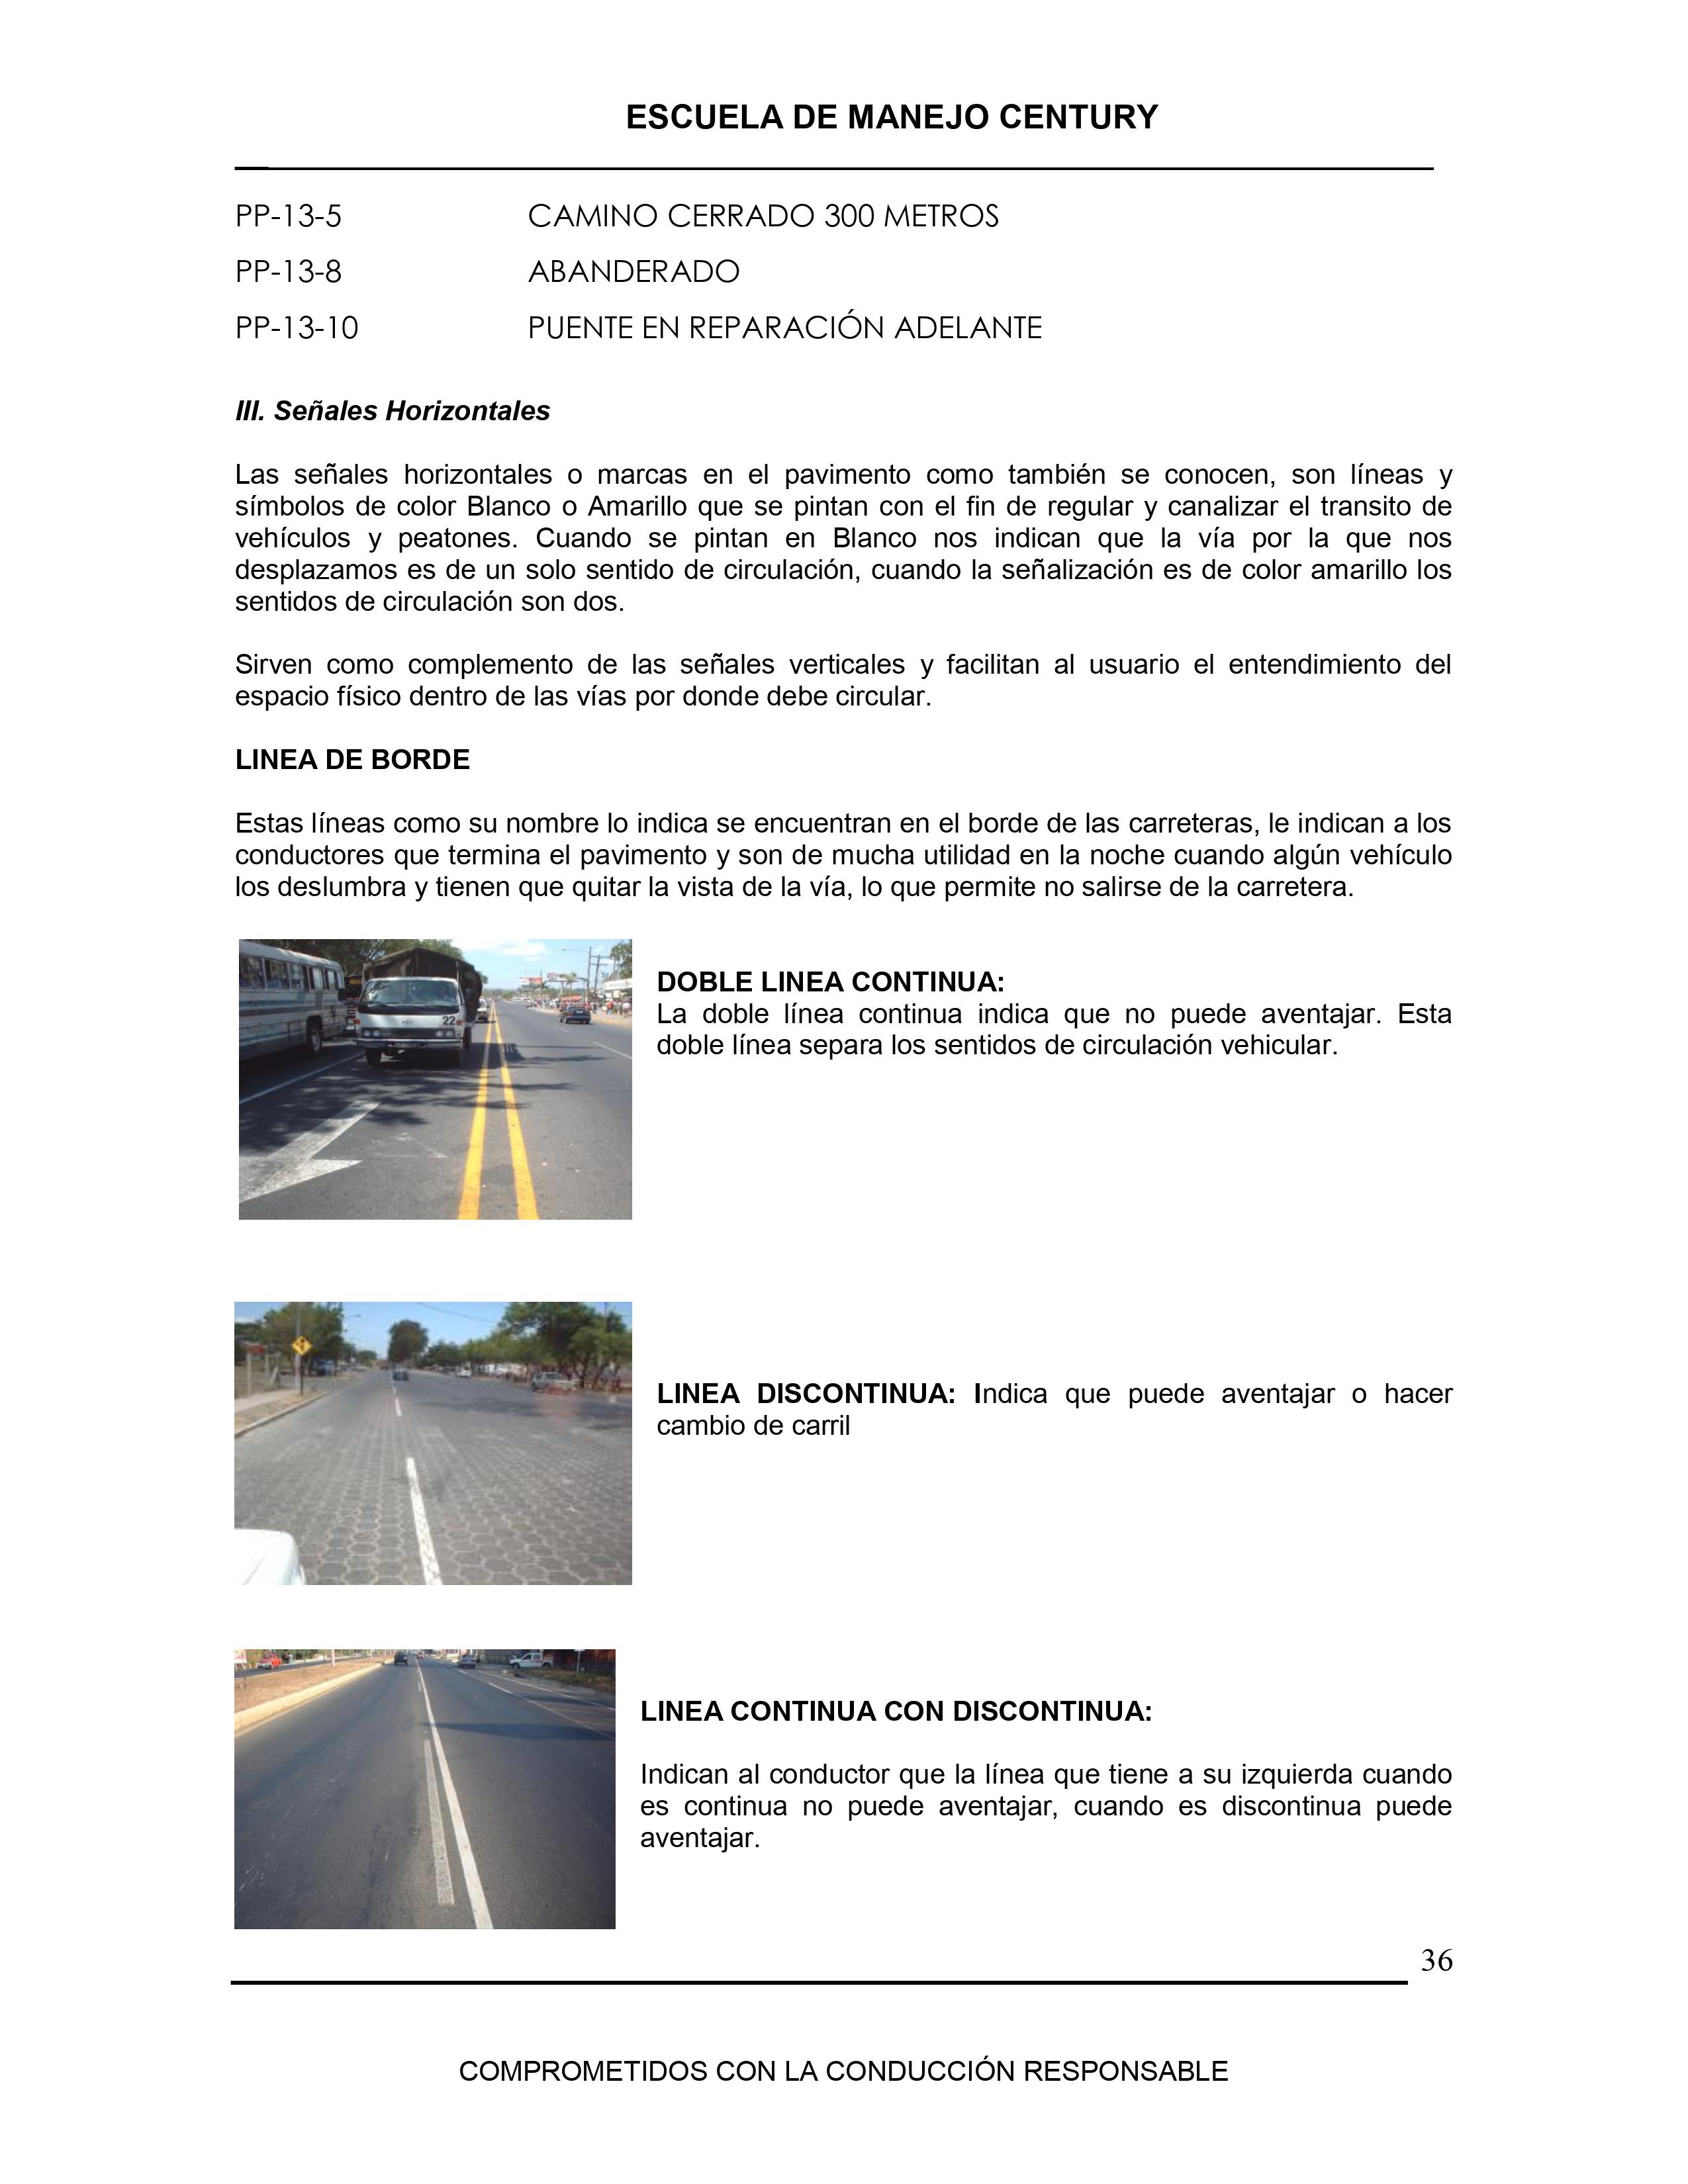 ESCUELA DE MANEJO CENTURY
PP-13-5 CAMINO CERRADO 300 METROS
PP-13-8 ABANDERADO
PP-13-10 PUENTE EN REPARACIÓN ADELANTE
III. Señales Horizontales
Las señales horizontales o marcas en el pavimento como también se conocen, son líneas y
símbolos de color Blanco o Amarillo que se pintan con el fin de regular y canalizar el transito de
vehículos y peatones. Cuando se pintan en Blanco nos indican que la vía por la que nos
desplazamos es de un solo sentido de circulación, cuando la señalización es de color amarillo los
sentidos de circulación son dos.
Sirven como complemento de las señales verticales y facilitan al usuario el entendimiento del
espacio físico dentro de las vías por donde debe circular.
LINEA DE BORDE
Estas líneas como su nombre lo indica se encuentran en el borde de las carreteras, le indican a los
conductores que termina el pavimento y son de mucha utilidad en la noche cuando algún vehículo
los deslumbra y tienen que quitar la vista de la vía, lo que permite no salirse de la carretera.
22
DOBLE LINEA CONTINUA:
La doble línea continua indica que no puede aventajar. Esta
doble línea separa los sentidos de circulación vehicular.
LINEA DISCONTINUA: Indica que puede aventajar o hacer
cambio de carril
LINEA CONTINUA CON DISCONTINUA:
Indican al conductor que la línea que tiene a su izquierda cuando
es continua no puede aventajar, cuando es discontinua puede
aventajar.
36
COMPROMETIDOS CON LA CONDUCCIÓN RESPONSABLE